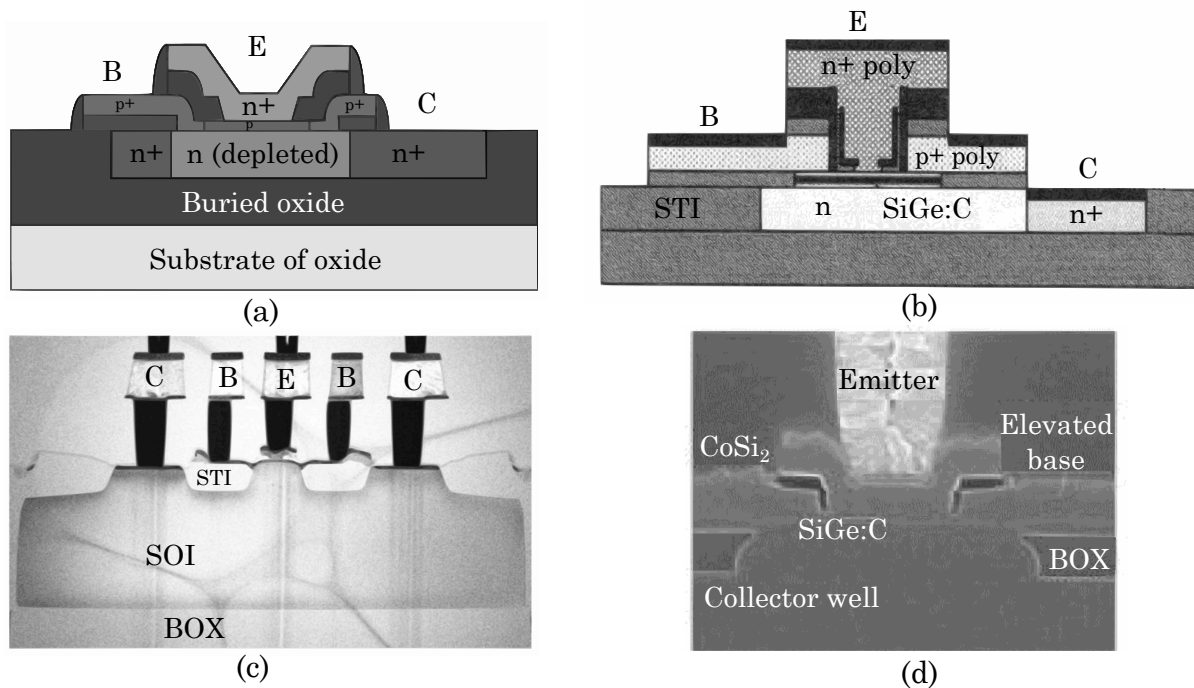 E
B
p+
n+
p+
C
p
n+
n (depleted)
n+
Buried oxide
Substrate of oxide
(a)
E
n+ poly
B
p+ poly
C
STI
n
SiGe:C
n+
(b)
C
B
E
B
C
STI
SOI
BOX
(c)
Emitter
CoSi₂
Elevated
base
SiGe:C
BOX
Collector well
(d)